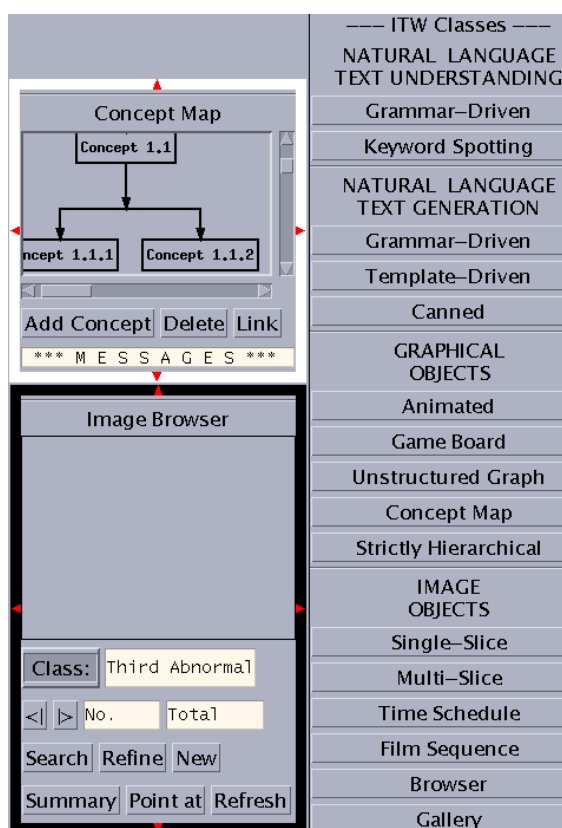 Concept Map
Concept 1.1
ncept 1.1.1
Concept 1.1.2
Add Concept
Delete
Link
*** M E S S A G E S ***
Image Browser
Class:
Third Abnormal
<|
|>
No.
Total
Search
Refine
New
Summary
Point at
Refresh
--- ITW Classes ---
NATURAL LANGUAGE
TEXT UNDERSTANDING
Grammar-Driven
Keyword Spotting
NATURAL LANGUAGE
TEXT GENERATION
Grammar-Driven
Template-Driven
Canned
GRAPHICAL
OBJECTS
Animated
Game Board
Unstructured Graph
Concept Map
Strictly Hierarchical
IMAGE
OBJECTS
Single-Slice
Multi-Slice
Time Schedule
Film Sequence
Browser
Gallery